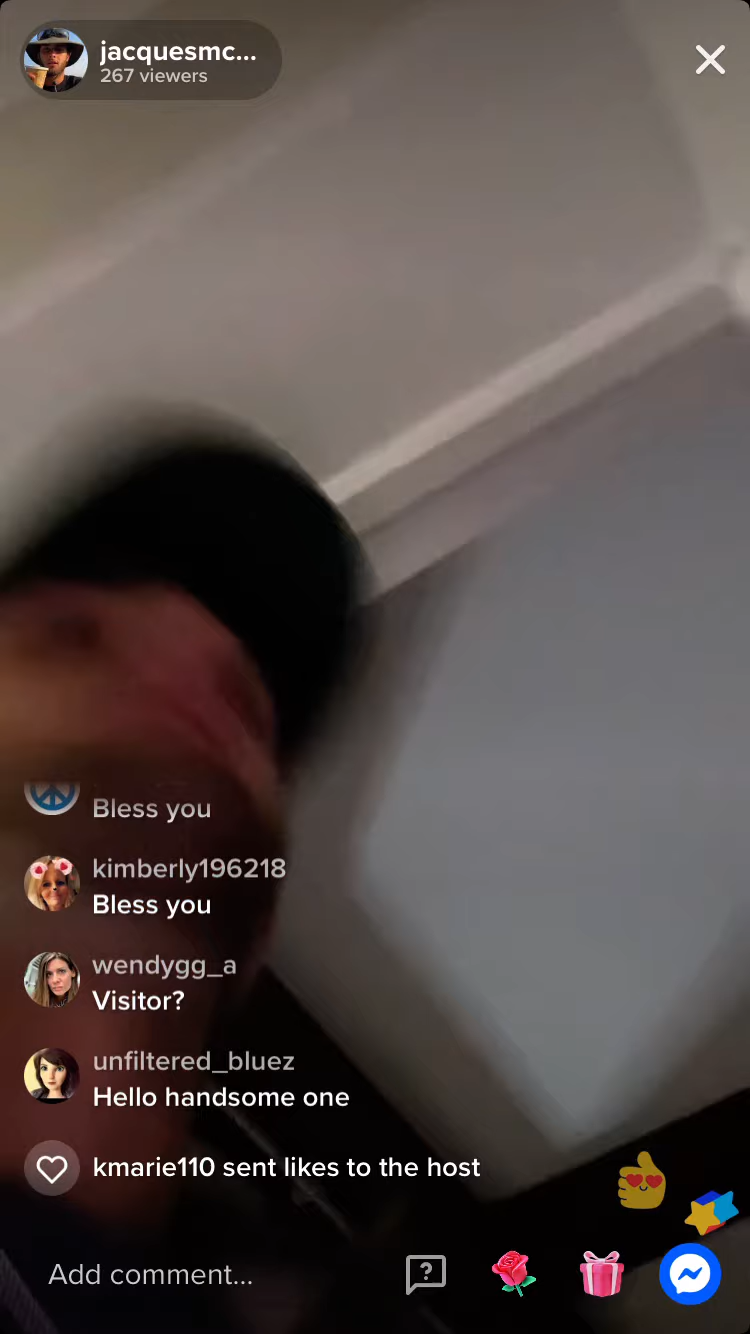 jacquesmc...
267 viewers
Bless you
kimberly196218
Bless you
wendygg_a
Visitor?
unfiltered_bluez
Hello handsome one
kmarie110 sent likes to the host
Add comment...
?